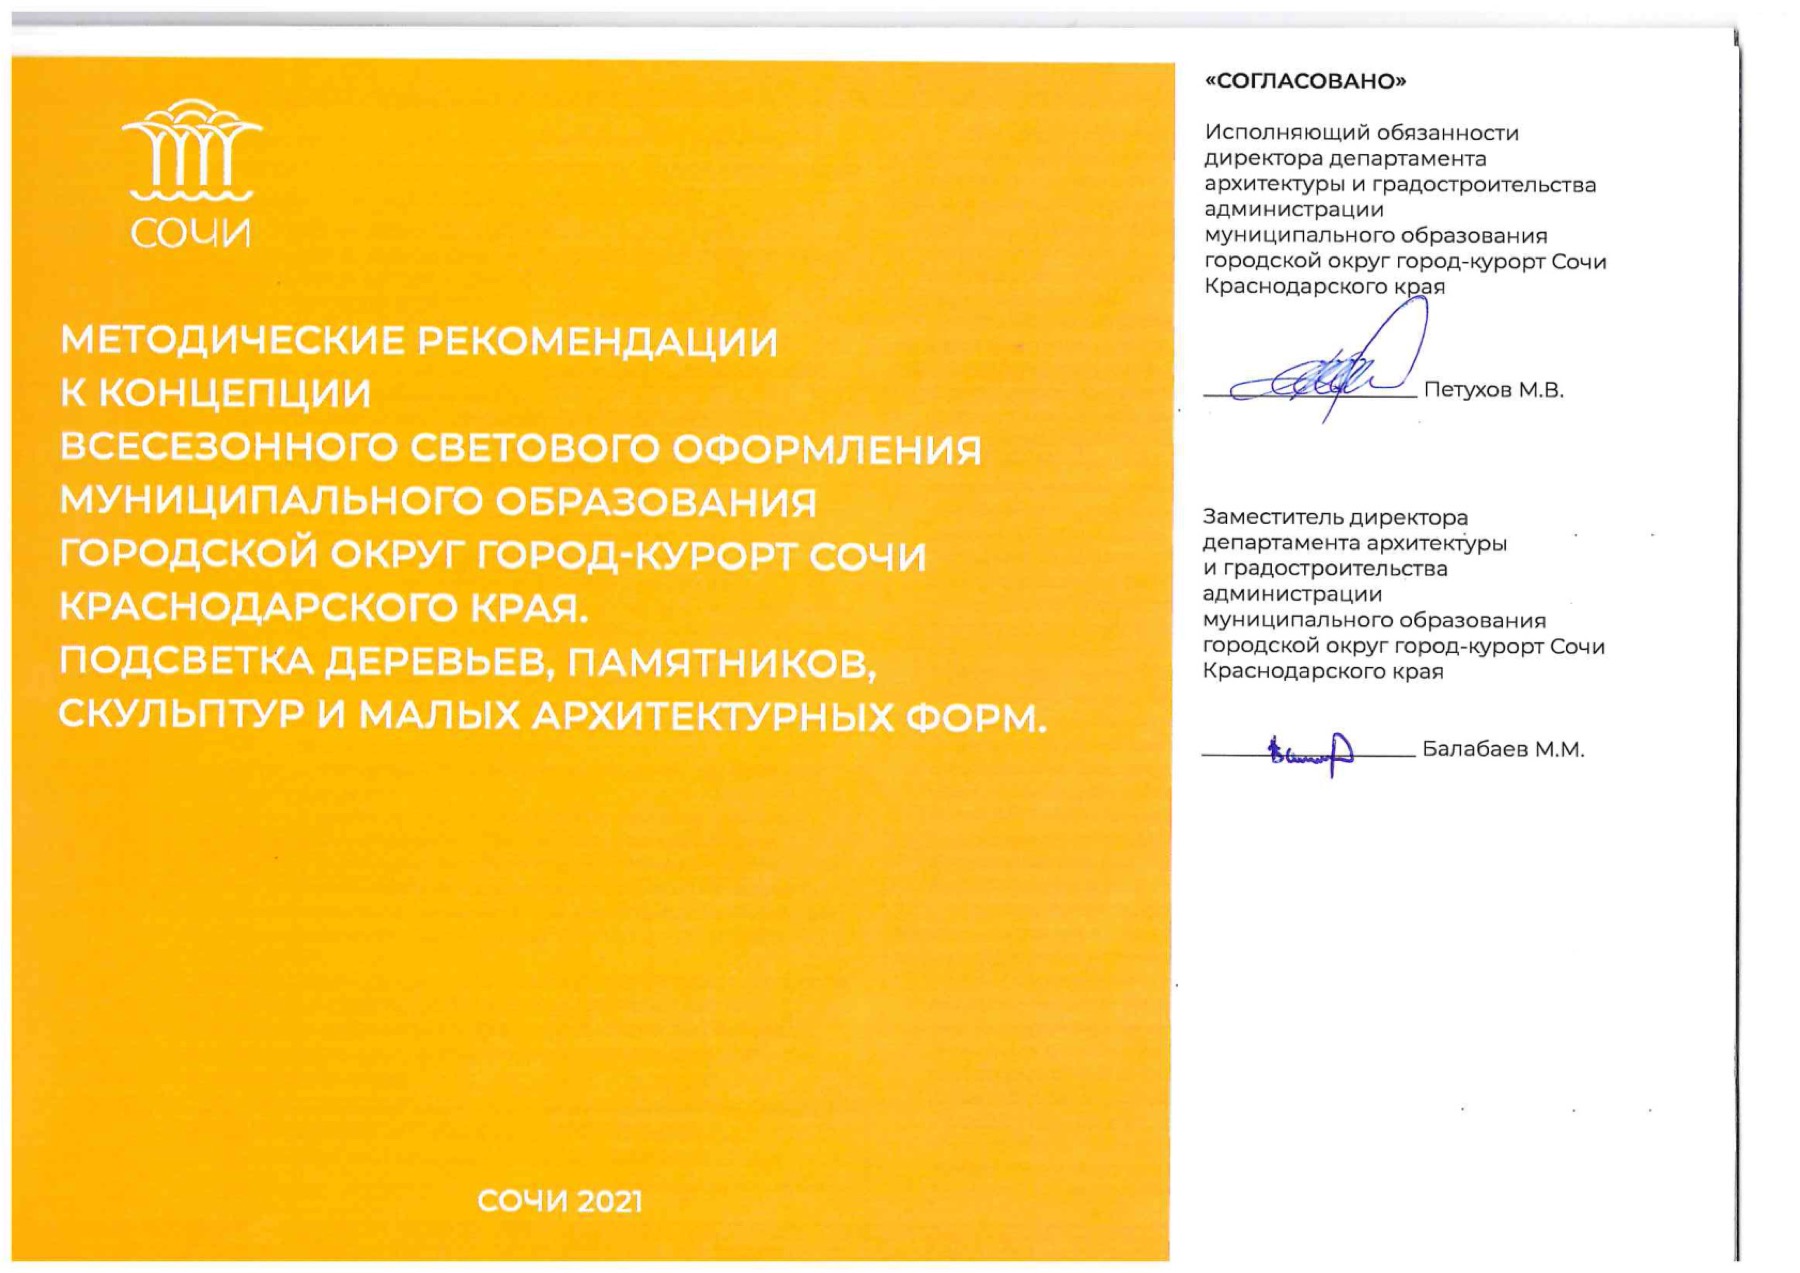 СОЧИ
МЕТОДИЧЕСКИЕ РЕКОМЕНДАЦИИ
К КОНЦЕПЦИИ
ВСЕСЕЗОННОГО СВЕТОВОГО ОФОРМЛЕНИЯ
МУНИЦИПАЛЬНОГО ОБРАЗОВАНИЯ
ГОРОДСКОЙ ОКРУГ ГОРОД-КУРОРТ СОЧИ
КРАСНОДАРСКОГО КРАЯ.
ПОДСВЕТКА ДЕРЕВЬЕВ, ПАМЯТНИКОВ,
СКУЛЬПТУР И МАЛЫХ АРХИТЕКТУРНЫХ ФОРМ.
СОЧИ 2021
«СОГЛАСОВАНО»
Исполняющий обязанности
директора департамента
архитектуры и градостроительства
администрации
муниципального образования
городской округ город-курорт Сочи
Краснодарского края
Петухов М.В.
Заместитель директора
департамента архитектуры
и градостроительства
администрации
муниципального образования
городской округ город-курорт Сочи
Краснодарского края
Балабаев М.М.